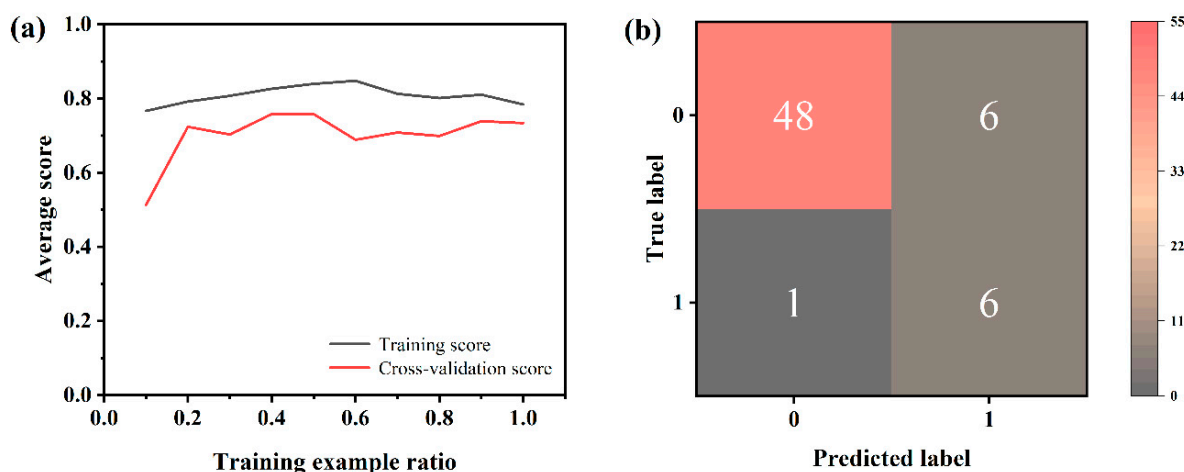 (a)
1.0
0.8
0.6
0.4
0.2
0.0
Average score
0.0 0.2 0.4 0.6 0.8 1.0
Training example ratio
Training score
Cross-validation score
(b)
True label
0
1
48 6
1 6
0 1
Predicted label
55
44
33
22
11
0